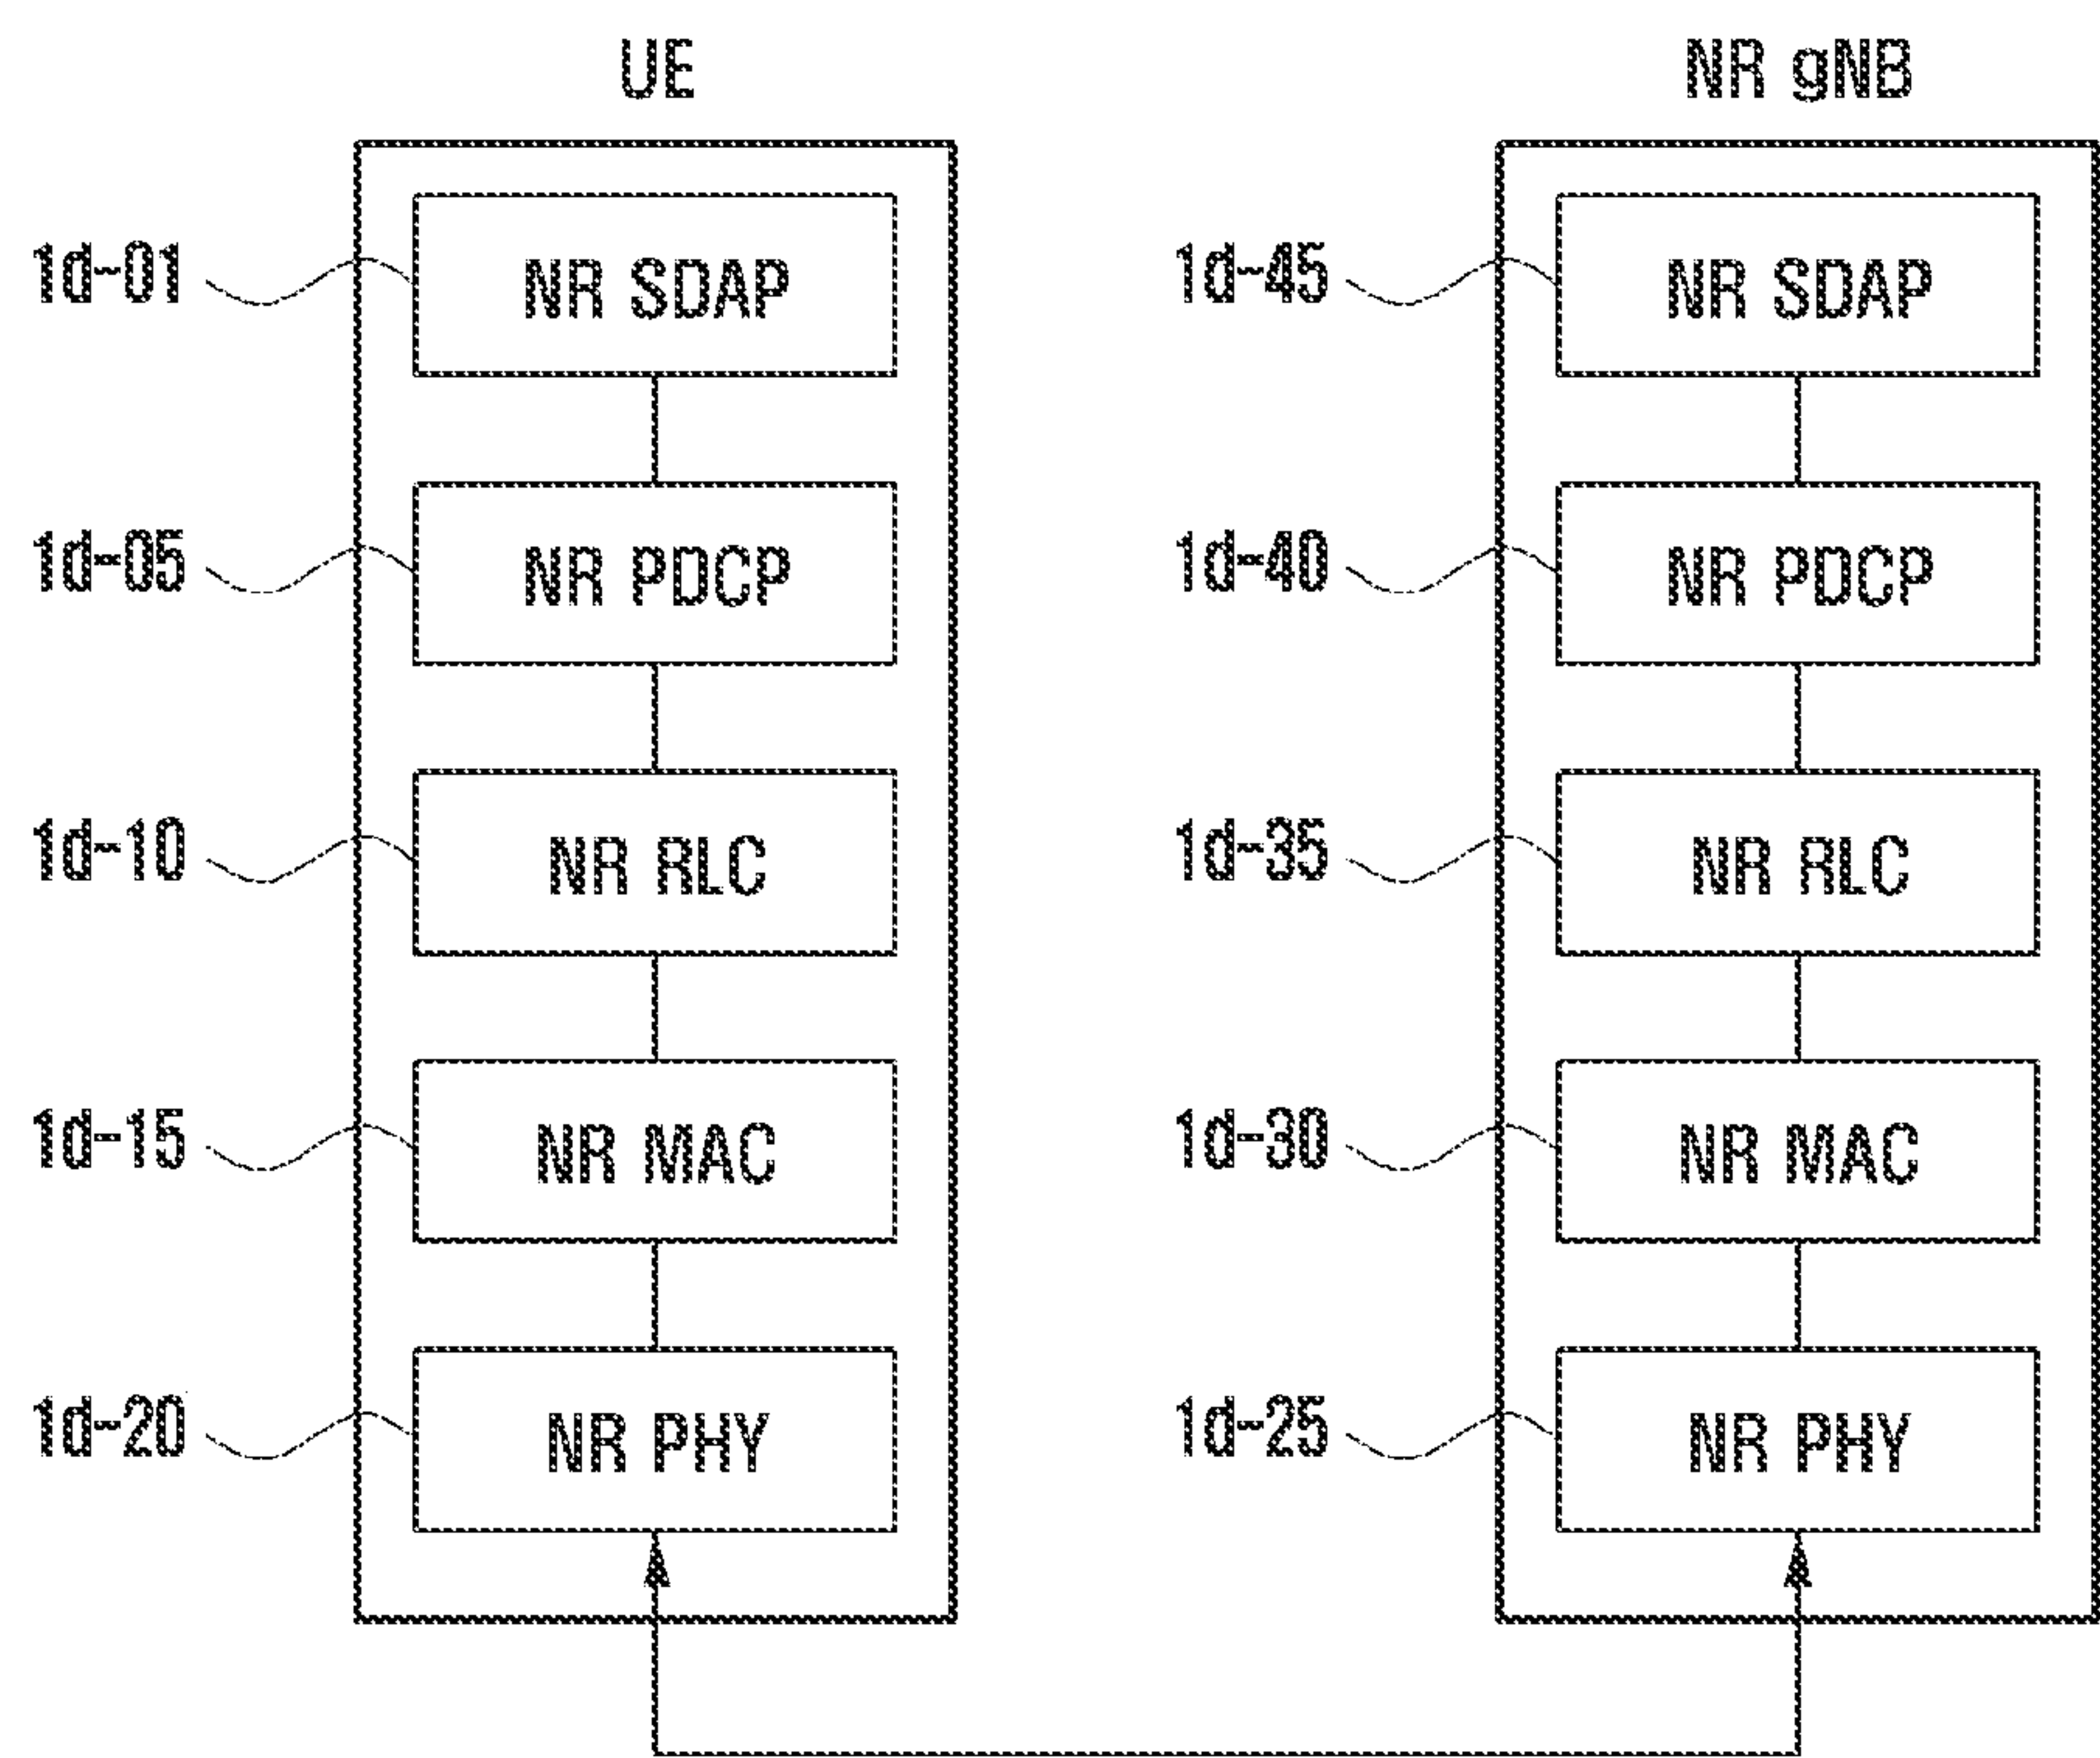 UE
NR gNB
1d-01
NR SDAP
1d-45
NR SDAP
1d-05
NR PDCP
1d-40
NR PDCP
1d-10
NR RLC
1d-35
NR RLC
1d-15
NR MAC
1d-30
NR MAC
1d-20
NR PHY
1d-25
NR PHY